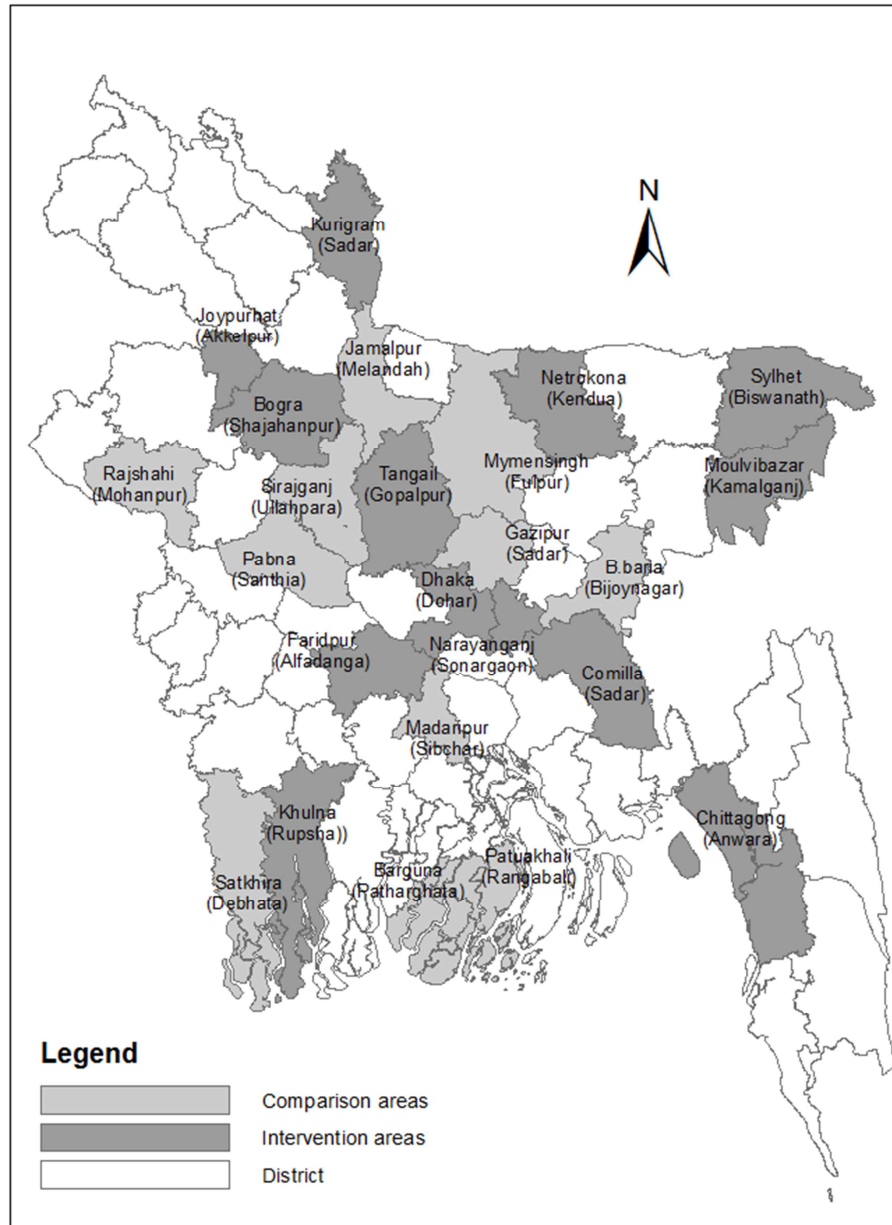 N
Kurigram
(Sadar)
Joypurhat
(Akkelpur)
Jamalpur
(Melandah)
Netrokona
(Kendua)
Sylhet
(Biswanath)
Bogra
(Shajahanpur)
Rajshahi
(Mohanpur)
Sirajganj
(Ullahpara)
Tangail
(Gopalpur)
Mymensingh
(Fulpur)
Moulvibazar
(Kamalganj)
Gazipur
(Sadar)
Pabna
(Santhia)
Dhaka
(Dohar)
B.baria
(Bijoynagar)
Faridpur
(Alfadanga)
Narayanganj
(Sonargaon)
Comilla
(Sadar)
Madaripur
(Sibchar)
Khulna
(Rupsha))
Chittagong
(Anwara)
Satkhira
(Debhata)
Barguna
(Patharghata)
Patuakhali
(Rangabali)
Legend
Comparison areas
Intervention areas
District